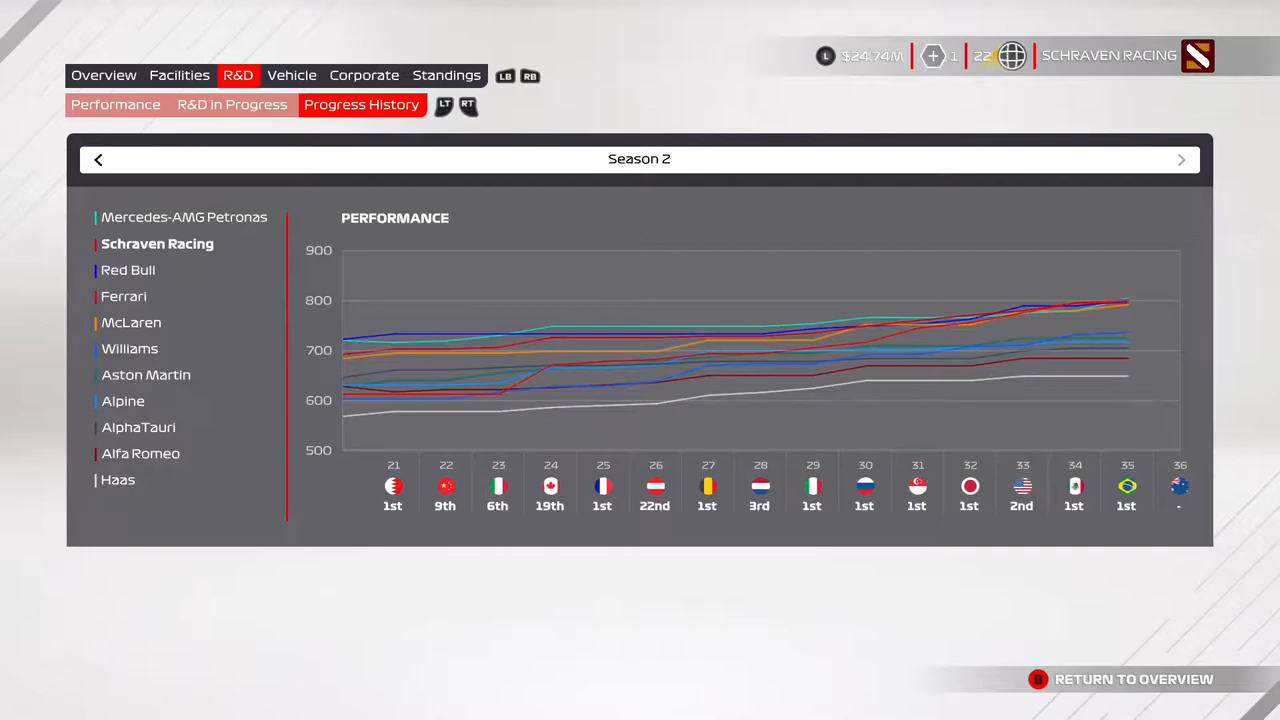 $24.74M 1 22 SCHRAVEN RACING
Overview Facilities R&D Vehicle Corporate Standings LB RB
Performance R&D in Progress Progress History LT RT
Season 2
Mercedes-AMG Petronas
Schraven Racing
Red Bull
Ferrari
McLaren
Williams
Aston Martin
Alpine
AlphaTauri
Alfa Romeo
Haas
PERFORMANCE
900
800
700
600
500
21 22 23 24 25 26 27 28 29 30 31 32 33 34 35 36
1st 9th 6th 19th 1st 22nd 1st 3rd 1st 1st 1st 1st 2nd 1st 1st -
B RETURN TO OVERVIEW